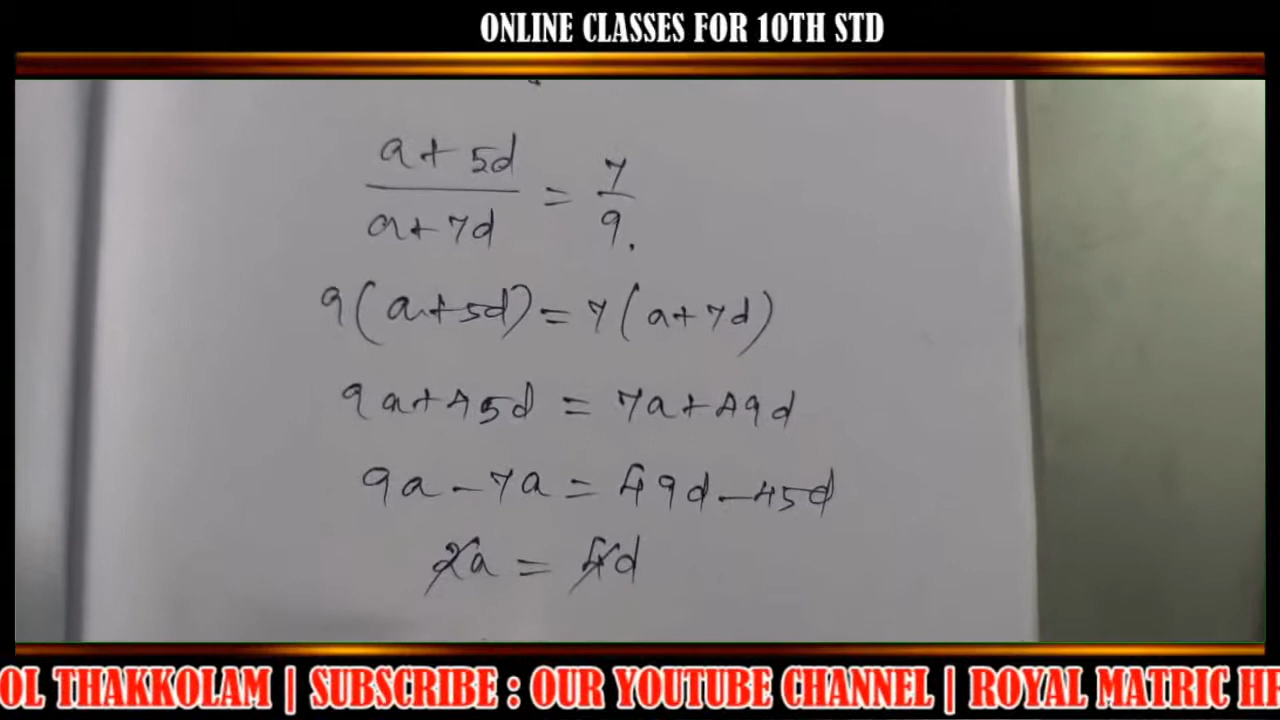 ONLINE CLASSES FOR 10TH STD
a + 5d
a + 7d
=
7
9.
9(a+5d) = 7(a+7d)
9a+45d = 7a+49d
9a - 7a = 49d - 45d
2a = 4d
OL THAKKOLAM | SUBSCRIBE : OUR YOUTUBE CHANNEL | ROYAL MATRIC HE